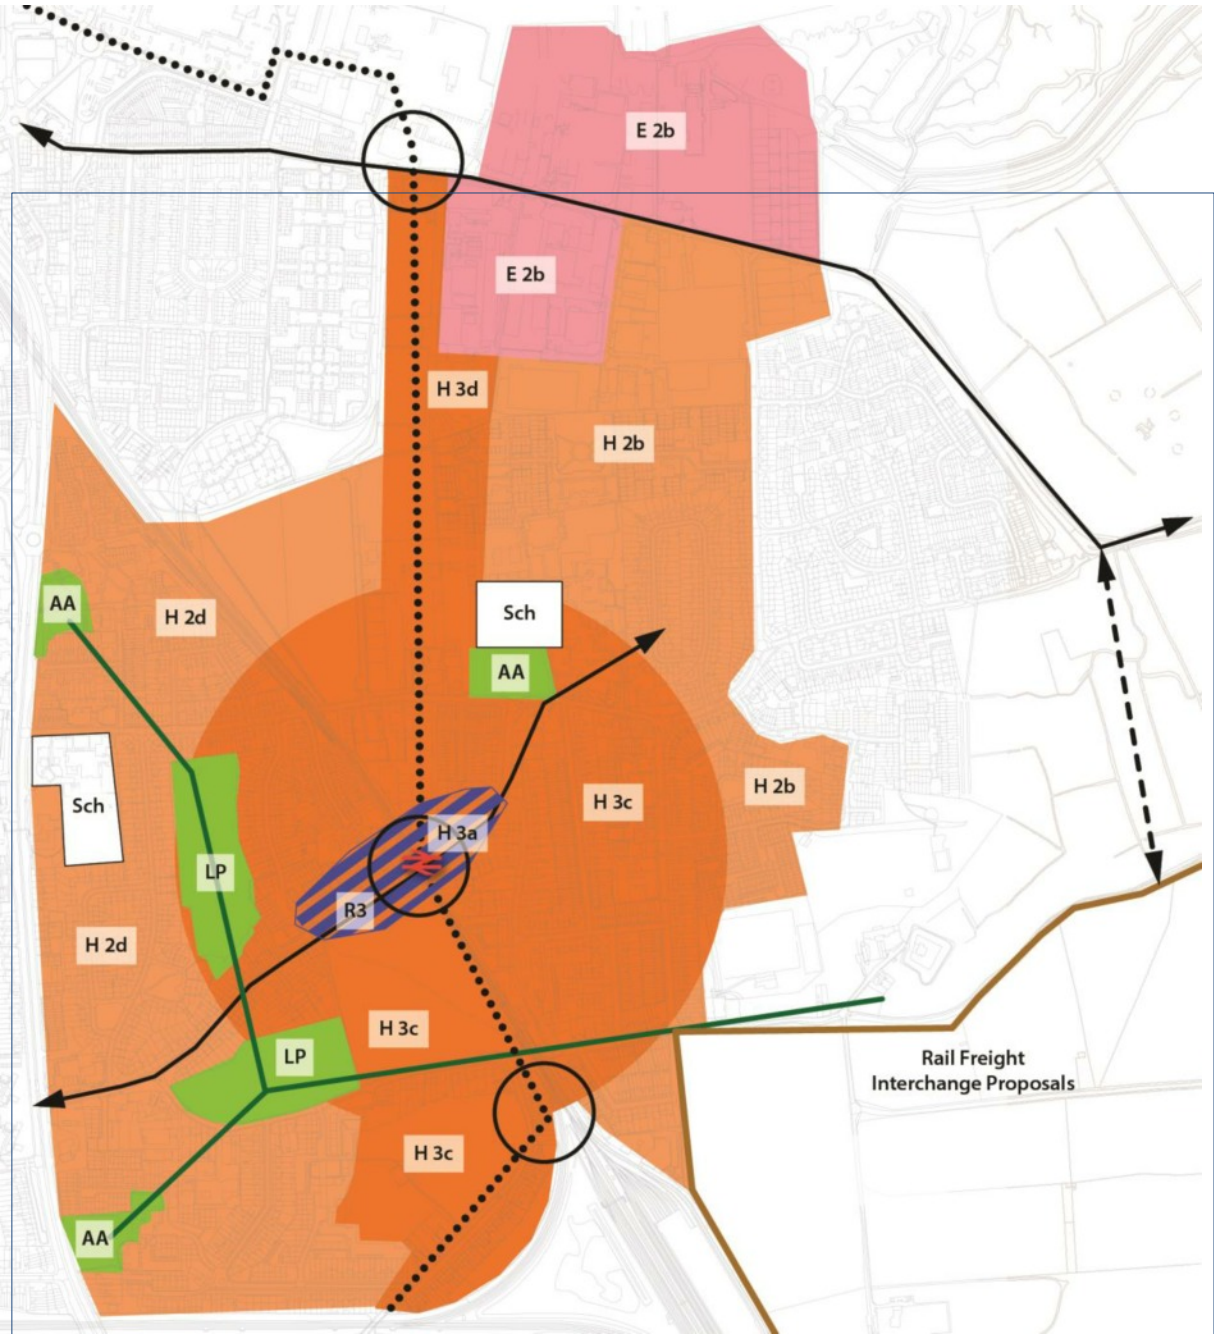 E 2b
E 2b
H 3d
H 2b
AA
H 2d
Sch
AA
H 2b
H 3c
Sch
H 3a
LP
R3
H 2d
H 3c
LP
Rail Freight
Interchange Proposals
H 3c
AA